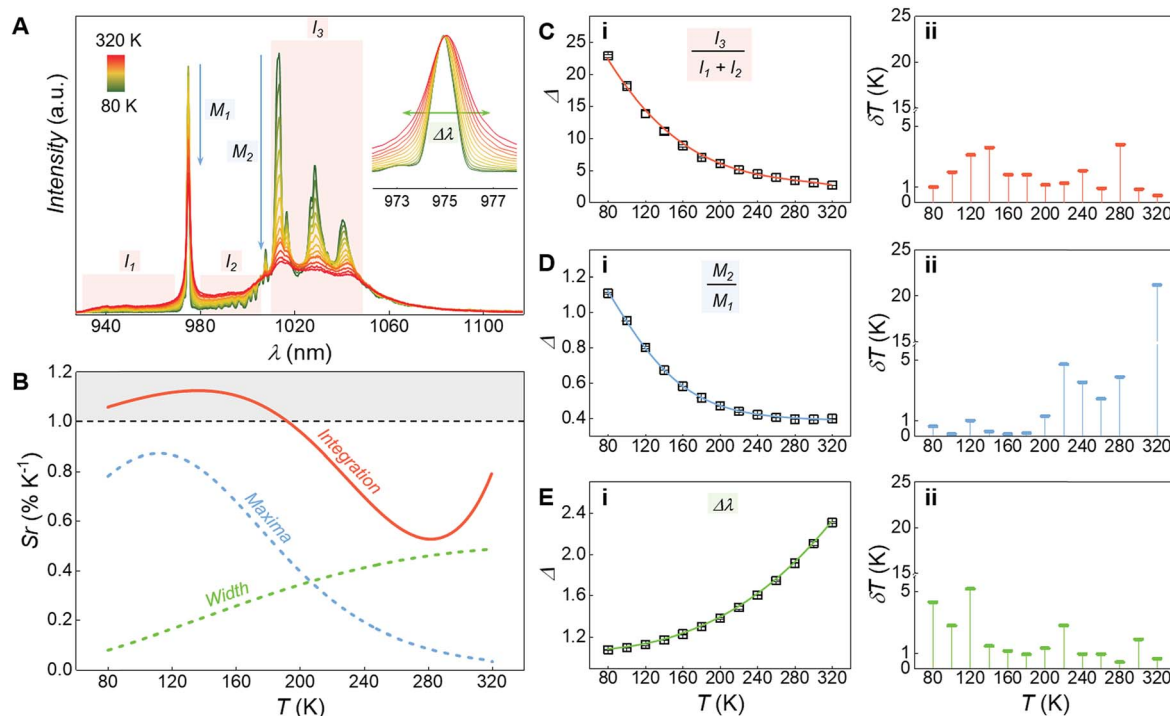 A
320 K
80 K
M1
M2
I3
Δλ
973 975 977
I1
I2
Intensity (a.u.)
940 980 1020 1060 1100
λ (nm)
B
1.2
1.0
0.8
0.6
0.4
0.2
0.0
Sr (% K-1)
Integration
Maxima
Width
80 120 160 200 240 280 320
T (K)
C
i
I3
I1 + I2
25
20
15
10
5
0
Δ
80 120 160 200 240 280 320
ii
25
20
15
5
1
0
δT (K)
80 120 160 200 240 280 320
D
i
M2
M1
1.2
1.0
0.8
0.6
0.4
Δ
80 120 160 200 240 280 320
ii
25
20
15
5
1
0
δT (K)
80 120 160 200 240 280 320
E
i
Δλ
2.4
2.0
1.6
1.2
Δ
80 120 160 200 240 280 320
T (K)
ii
25
20
15
5
1
0
δT (K)
80 120 160 200 240 280 320
T (K)